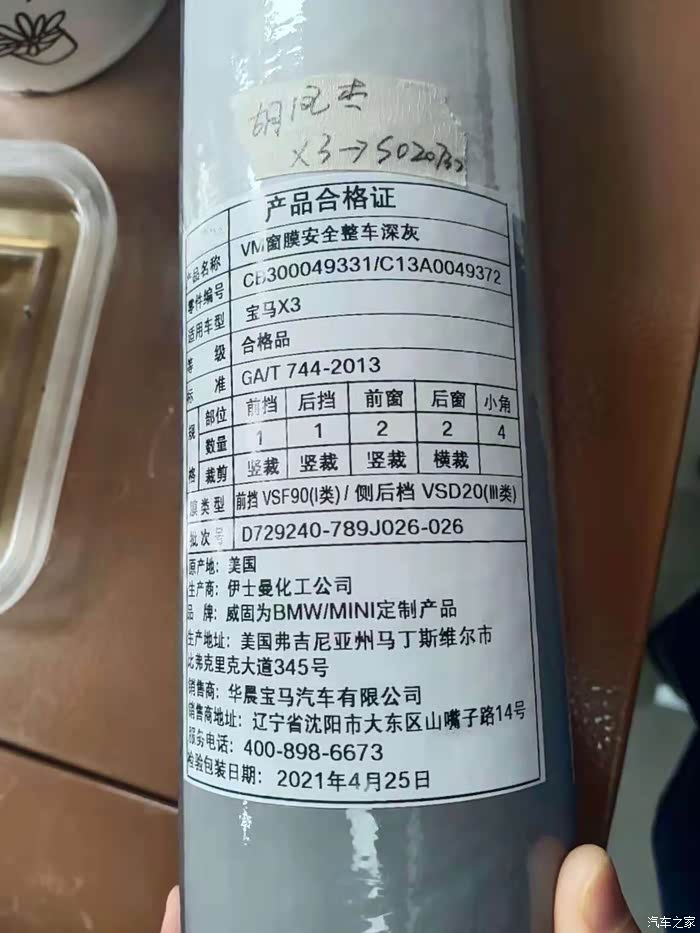 X3→S020730
产品合格证
产品名称 VM窗膜安全整车深灰
零件编号 CB300049331/C13A0049372
适用车型 宝马X3
等级 合格品
标准 GA/T 744-2013
规格 部位 前挡 后挡 前窗 后窗 小角
数量 1 1 2 2 4
裁剪 竖裁 竖裁 竖裁 横裁
膜类型 前挡 VSF90(I类) / 侧后档 VSD20(III类)
批次号 D729240-789J026-026
原产地: 美国
生产商: 伊士曼化工公司
品 牌: 威固为BMW/MINI定制产品
生产地址: 美国弗吉尼亚州马丁斯维尔市
比弗克里克大道345号
销售商: 华晨宝马汽车有限公司
销售商地址: 辽宁省沈阳市大东区山嘴子路14号
服务电话: 400-898-6673
检验包装日期: 2021年4月25日
汽车之家